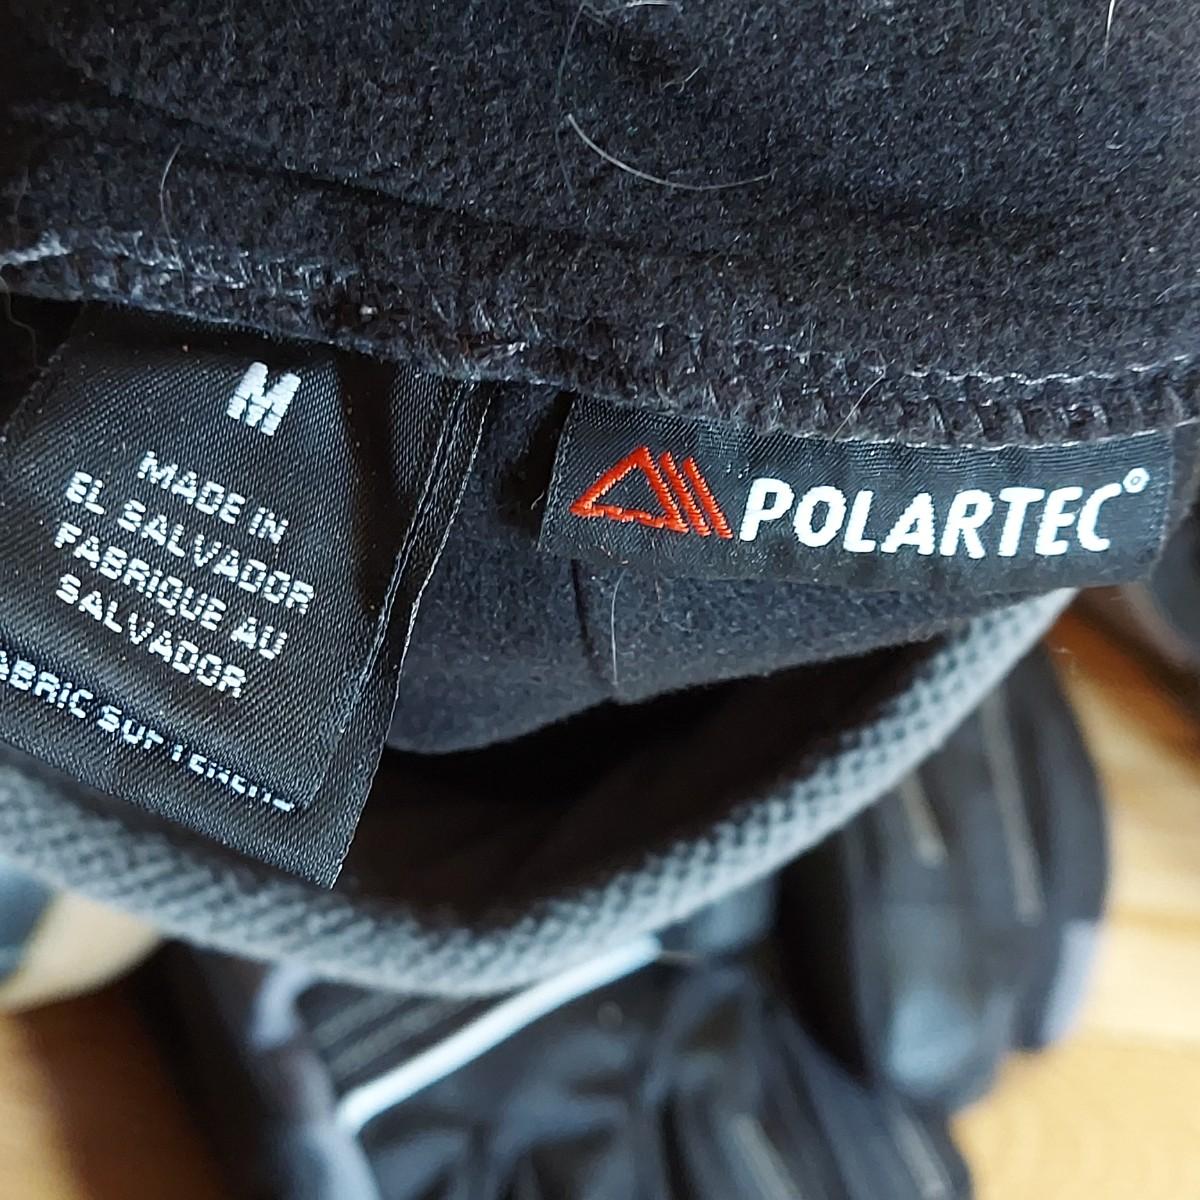 M
MADE IN
EL SALVADOR
FABRIQUE AU
SALVADOR
POLARTEC®